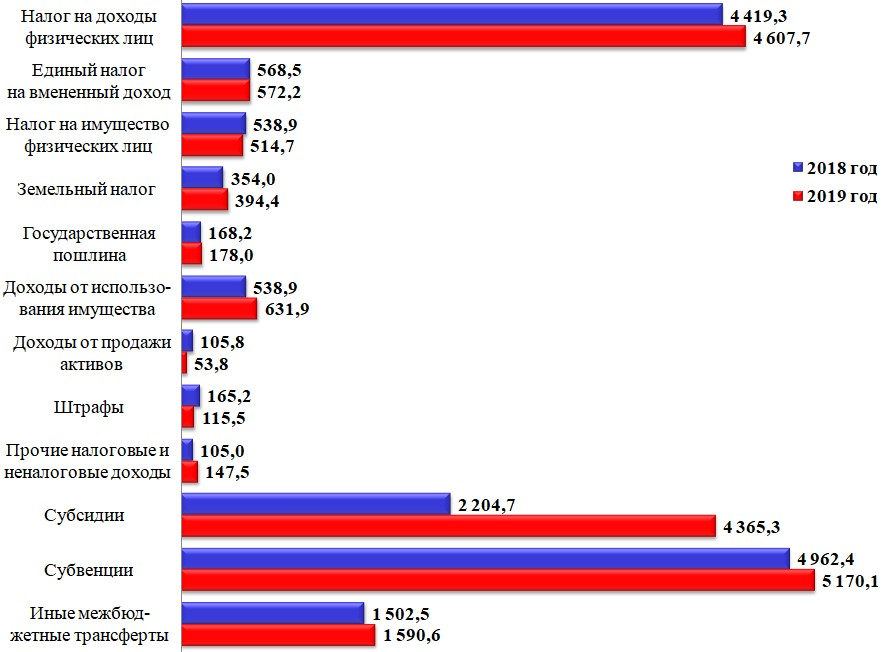 Налог на доходы
физических лиц
4 419,3
4 607,7
Единый налог
на вмененный доход
568,5
572,2
Налог на имущество
физических лиц
538,9
514,7
Земельный налог
354,0
394,4
2018 год
2019 год
Государственная
пошлина
168,2
178,0
Доходы от использо-
вания имущества
538,9
631,9
Доходы от продажи
активов
105,8
53,8
Штрафы
165,2
115,5
Прочие налоговые и
неналоговые доходы
105,0
147,5
Субсидии
2 204,7
4 365,3
Субвенции
4 962,4
5 170,1
Иные межбюд-
жетные трансферты
1 502,5
1 590,6